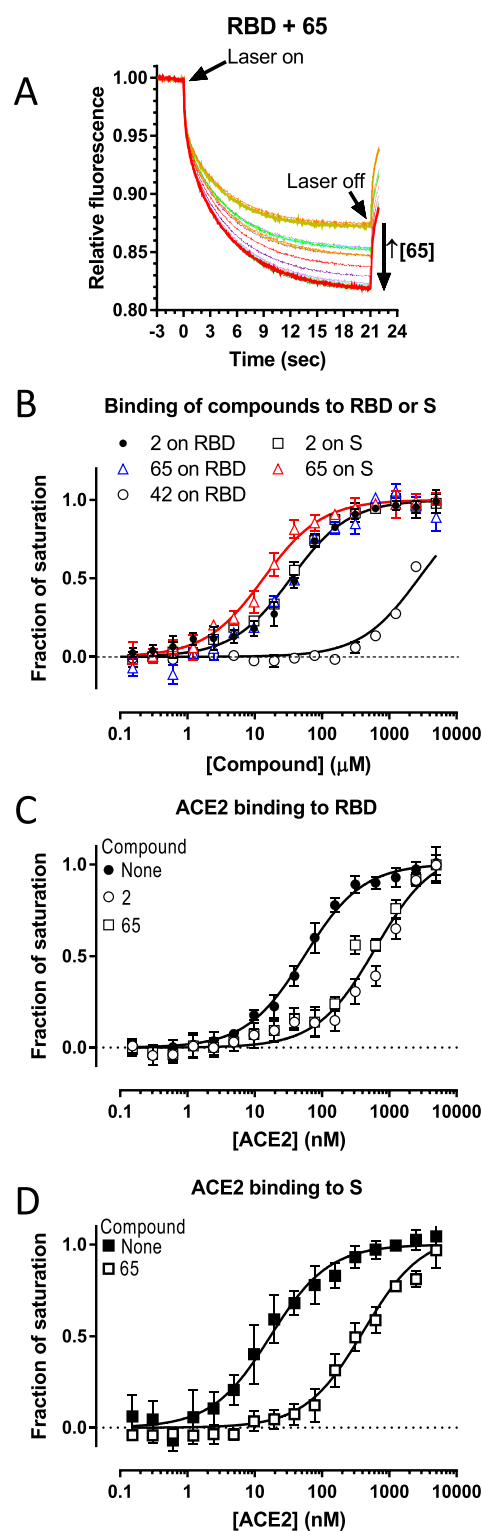 A
RBD + 65
Laser on
Laser off
↑[65]
Relative fluorescence
1.00
0.95
0.90
0.85
0.80
-3 0 3 6 9 12 15 18 21 24
Time (sec)
B
Binding of compounds to RBD or S
2 on RBD
2 on S
65 on RBD
65 on S
42 on RBD
Fraction of saturation
1.0
0.5
0.0
0.1 1 10 100 1000 10000
[Compound] (μM)
C
ACE2 binding to RBD
Compound
None
2
65
Fraction of saturation
1.0
0.5
0.0
0.1 1 10 100 1000 10000
[ACE2] (nM)
D
ACE2 binding to S
Compound
None
65
Fraction of saturation
1.0
0.5
0.0
0.1 1 10 100 1000 10000
[ACE2] (nM)